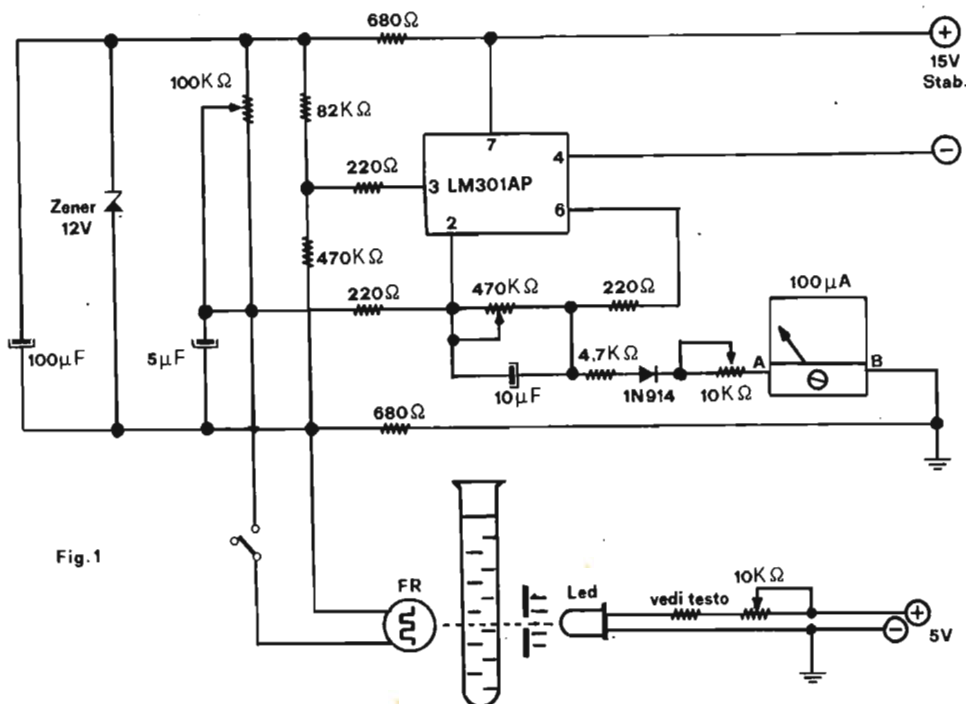 680Ω
+
15V
Stab.
100KΩ
82KΩ
7
4
−
220Ω
3 LM301AP
6
2
Zener
12V
470KΩ
220Ω
470KΩ
220Ω
100µA
100µF
5µF
4,7KΩ
A
B
10µF
1N914
10KΩ
680Ω
Fig.1
FR
Led
vedi testo
10KΩ
+
−
5V